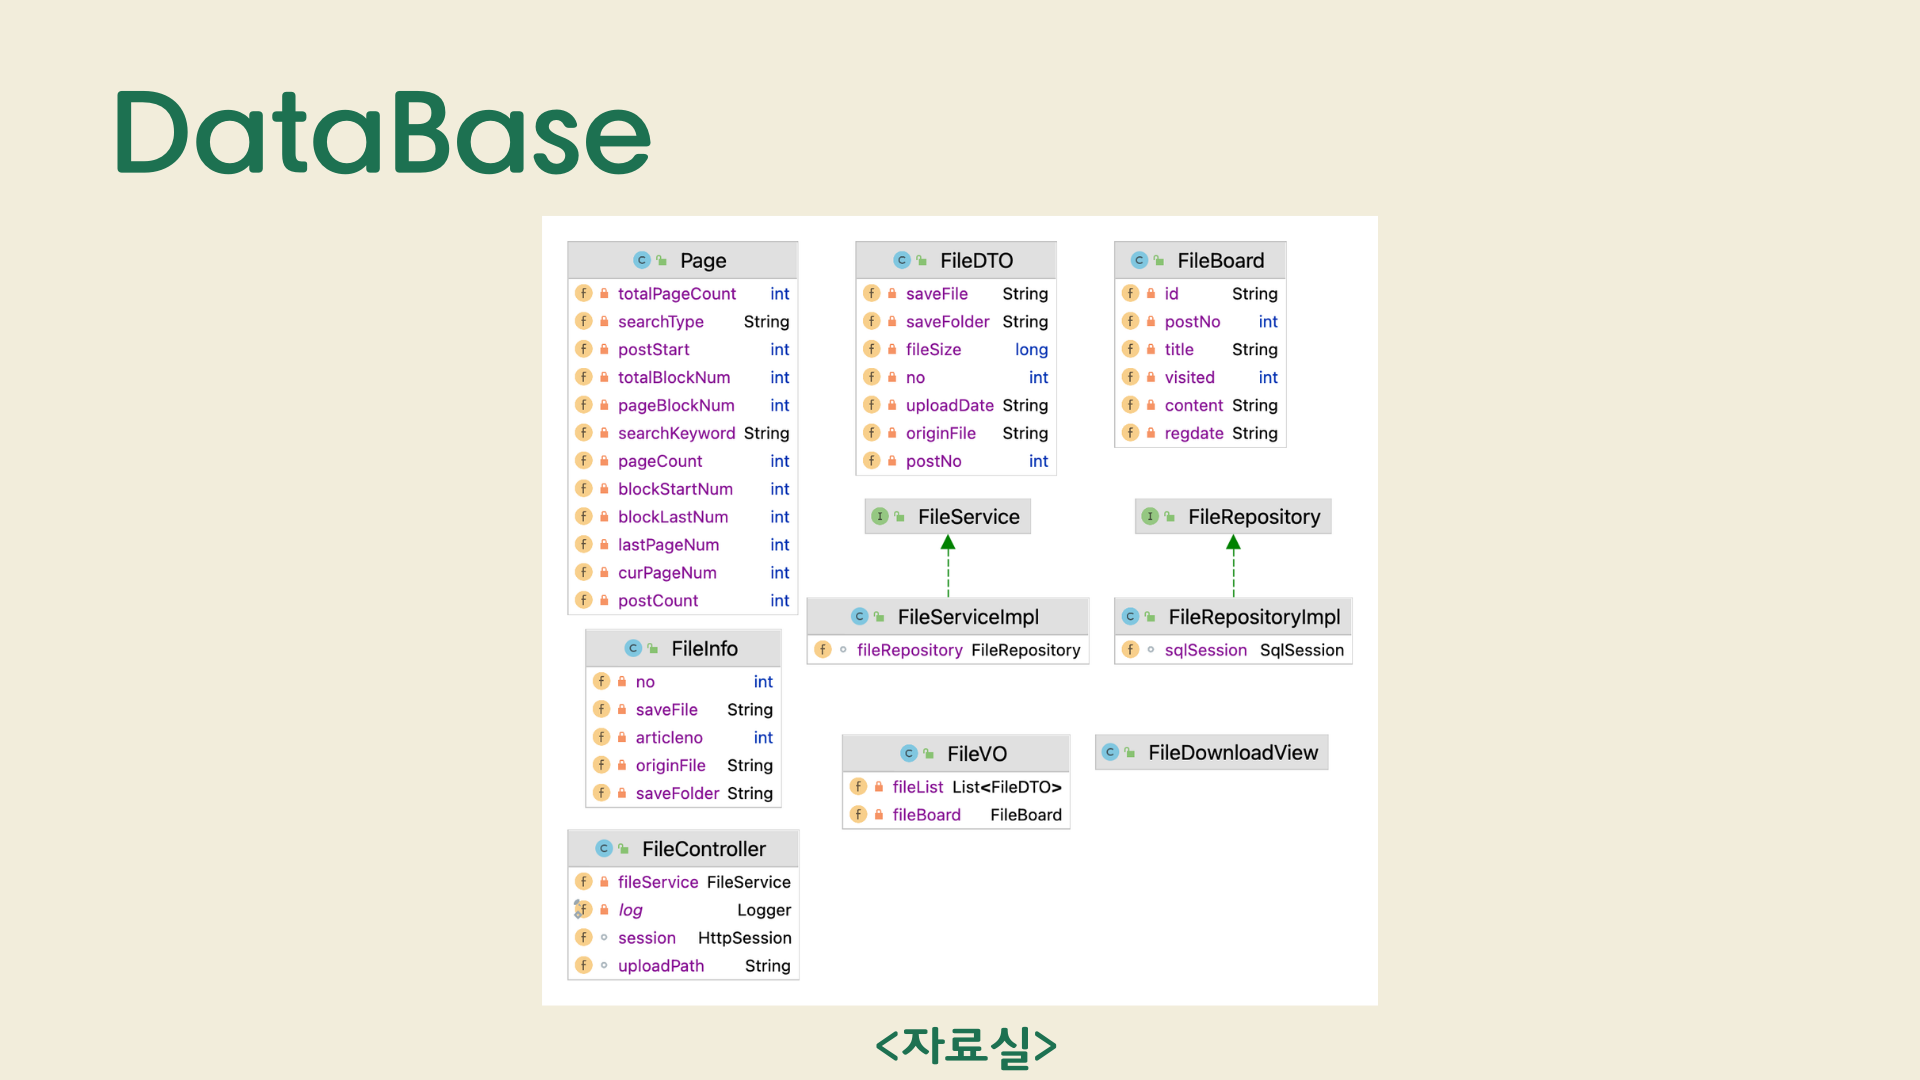 DataBase
Page
totalPageCount int
searchType String
postStart int
totalBlockNum int
pageBlockNum int
searchKeyword String
pageCount int
blockStartNum int
blockLastNum int
lastPageNum int
curPageNum int
postCount int
FileDTO
saveFile String
saveFolder String
fileSize long
no int
uploadDate String
originFile String
postNo int
FileBoard
id String
postNo int
title String
visited int
content String
regdate String
FileService
FileRepository
FileServiceImpl
fileRepository FileRepository
FileRepositoryImpl
sqlSession SqlSession
FileInfo
no int
saveFile String
articleno int
originFile String
saveFolder String
FileVO
fileList List<FileDTO>
fileBoard FileBoard
FileDownloadView
FileController
fileService FileService
log Logger
session HttpSession
uploadPath String
<자료실>